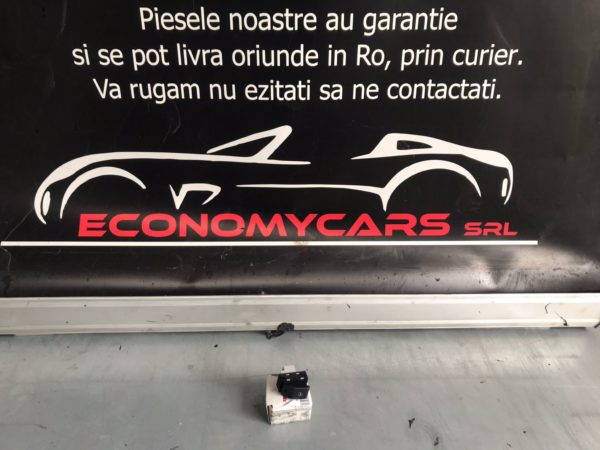 Piesele noastre au garantie
si se pot livra oriunde in Ro, prin curier.
Va rugam nu ezitati sa ne contactati.
ECONOMYCARS SRL